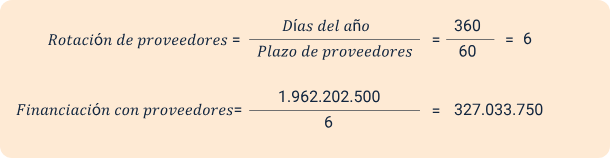 Rotación de proveedores = Días del año / Plazo de proveedores = 360 / 60 = 6
Financiación con proveedores= 1.962.202.500 / 6 = 327.033.750